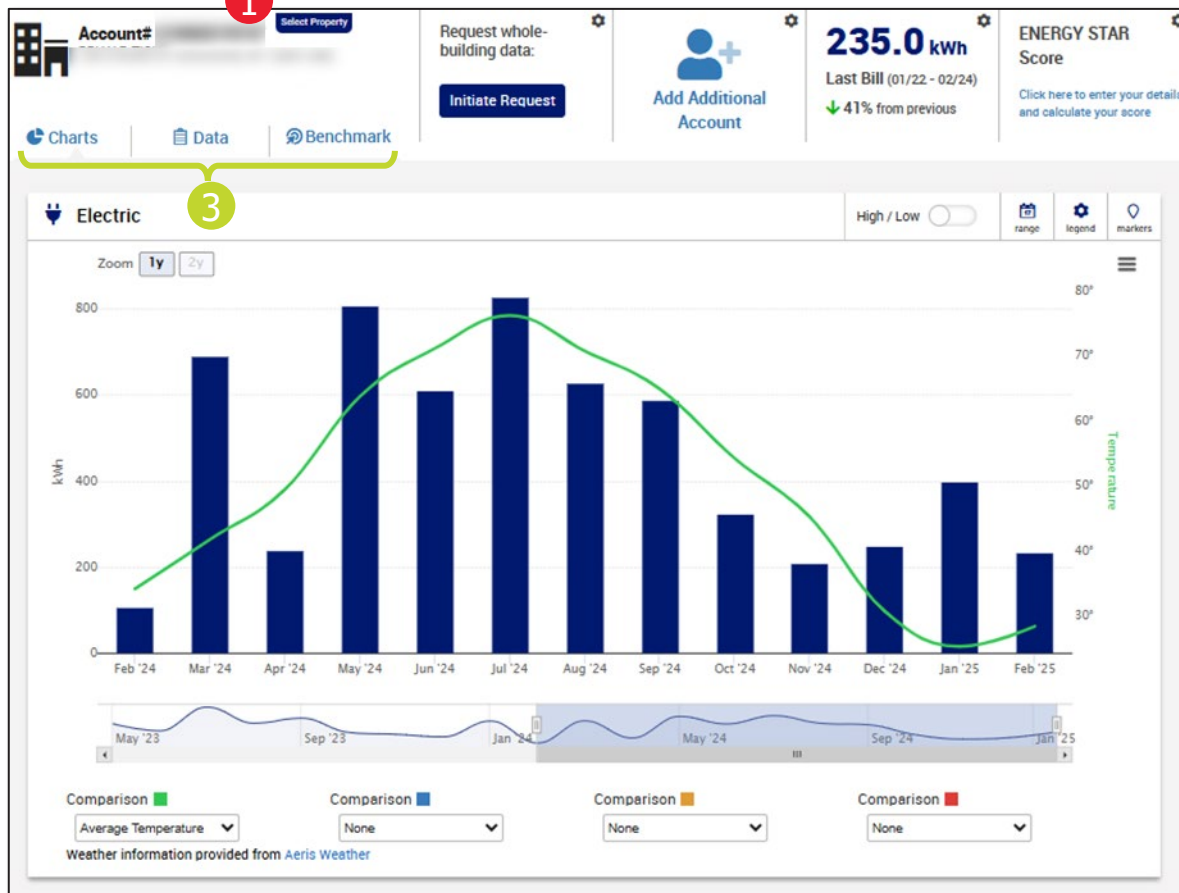 1
Account#
Select Property
Charts
Data
Benchmark
3
Request whole-
building data:
Initiate Request
Add Additional
Account
235.0 kWh
Last Bill (01/22 - 02/24)
41% from previous
ENERGY STAR
Score
Click here to enter your details
and calculate your score
Electric
High / Low
range
legend
markers
Zoom 1y 2y
800
600
400
200
0
kWh
80°
70°
60°
50°
40°
30°
Temperature
Feb '24 Mar '24 Apr '24 May '24 Jun '24 Jul '24 Aug '24 Sep '24 Oct '24 Nov '24 Dec '24 Jan '25 Feb '25
May '23 Sep '23 Jan '24 May '24 Sep '24 Jan '25
Comparison Comparison Comparison Comparison
Average Temperature None None None
Weather information provided from Aeris Weather